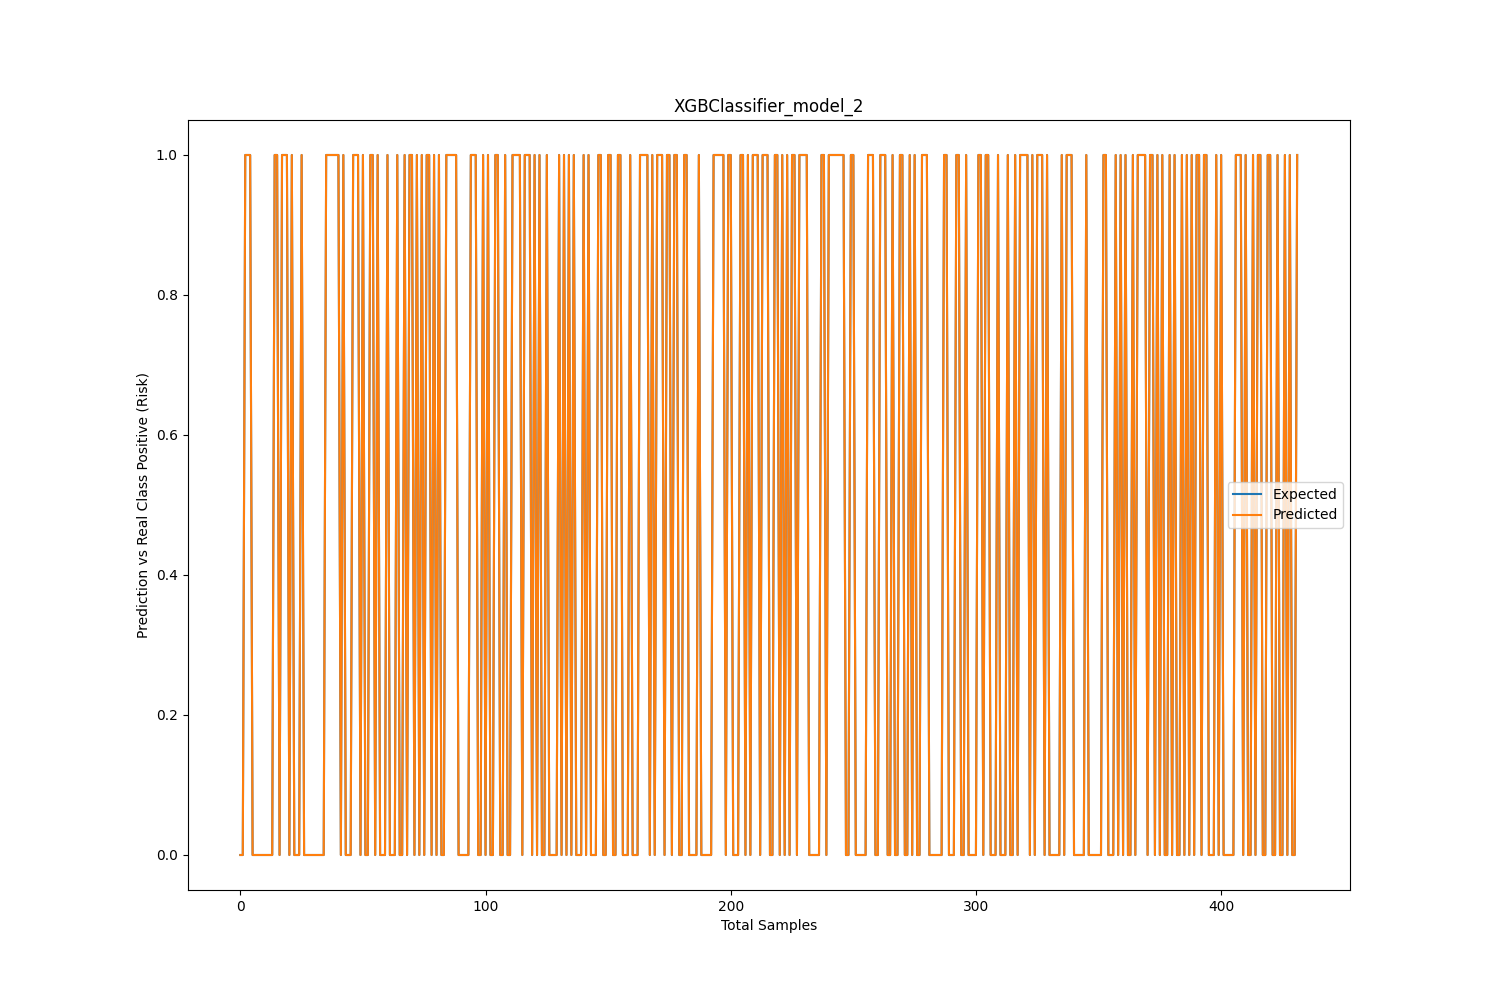 XGBClassifier_model_2
Prediction vs Real Class Positive (Risk)
1.0
0.8
0.6
0.4
0.2
0.0
Expected
Predicted
0
100
200
300
400
Total Samples